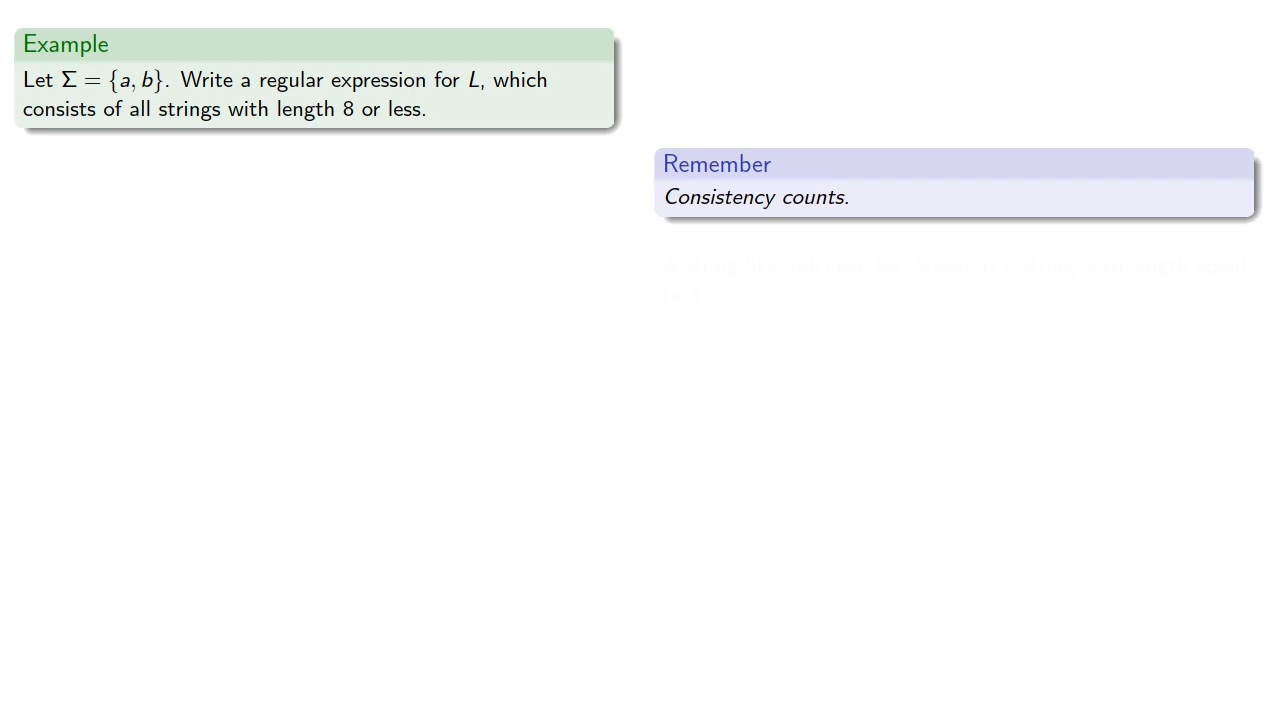 Example
Let Σ = {a, b}. Write a regular expression for L, which
consists of all strings with length 8 or less.
Remember
Consistency counts.